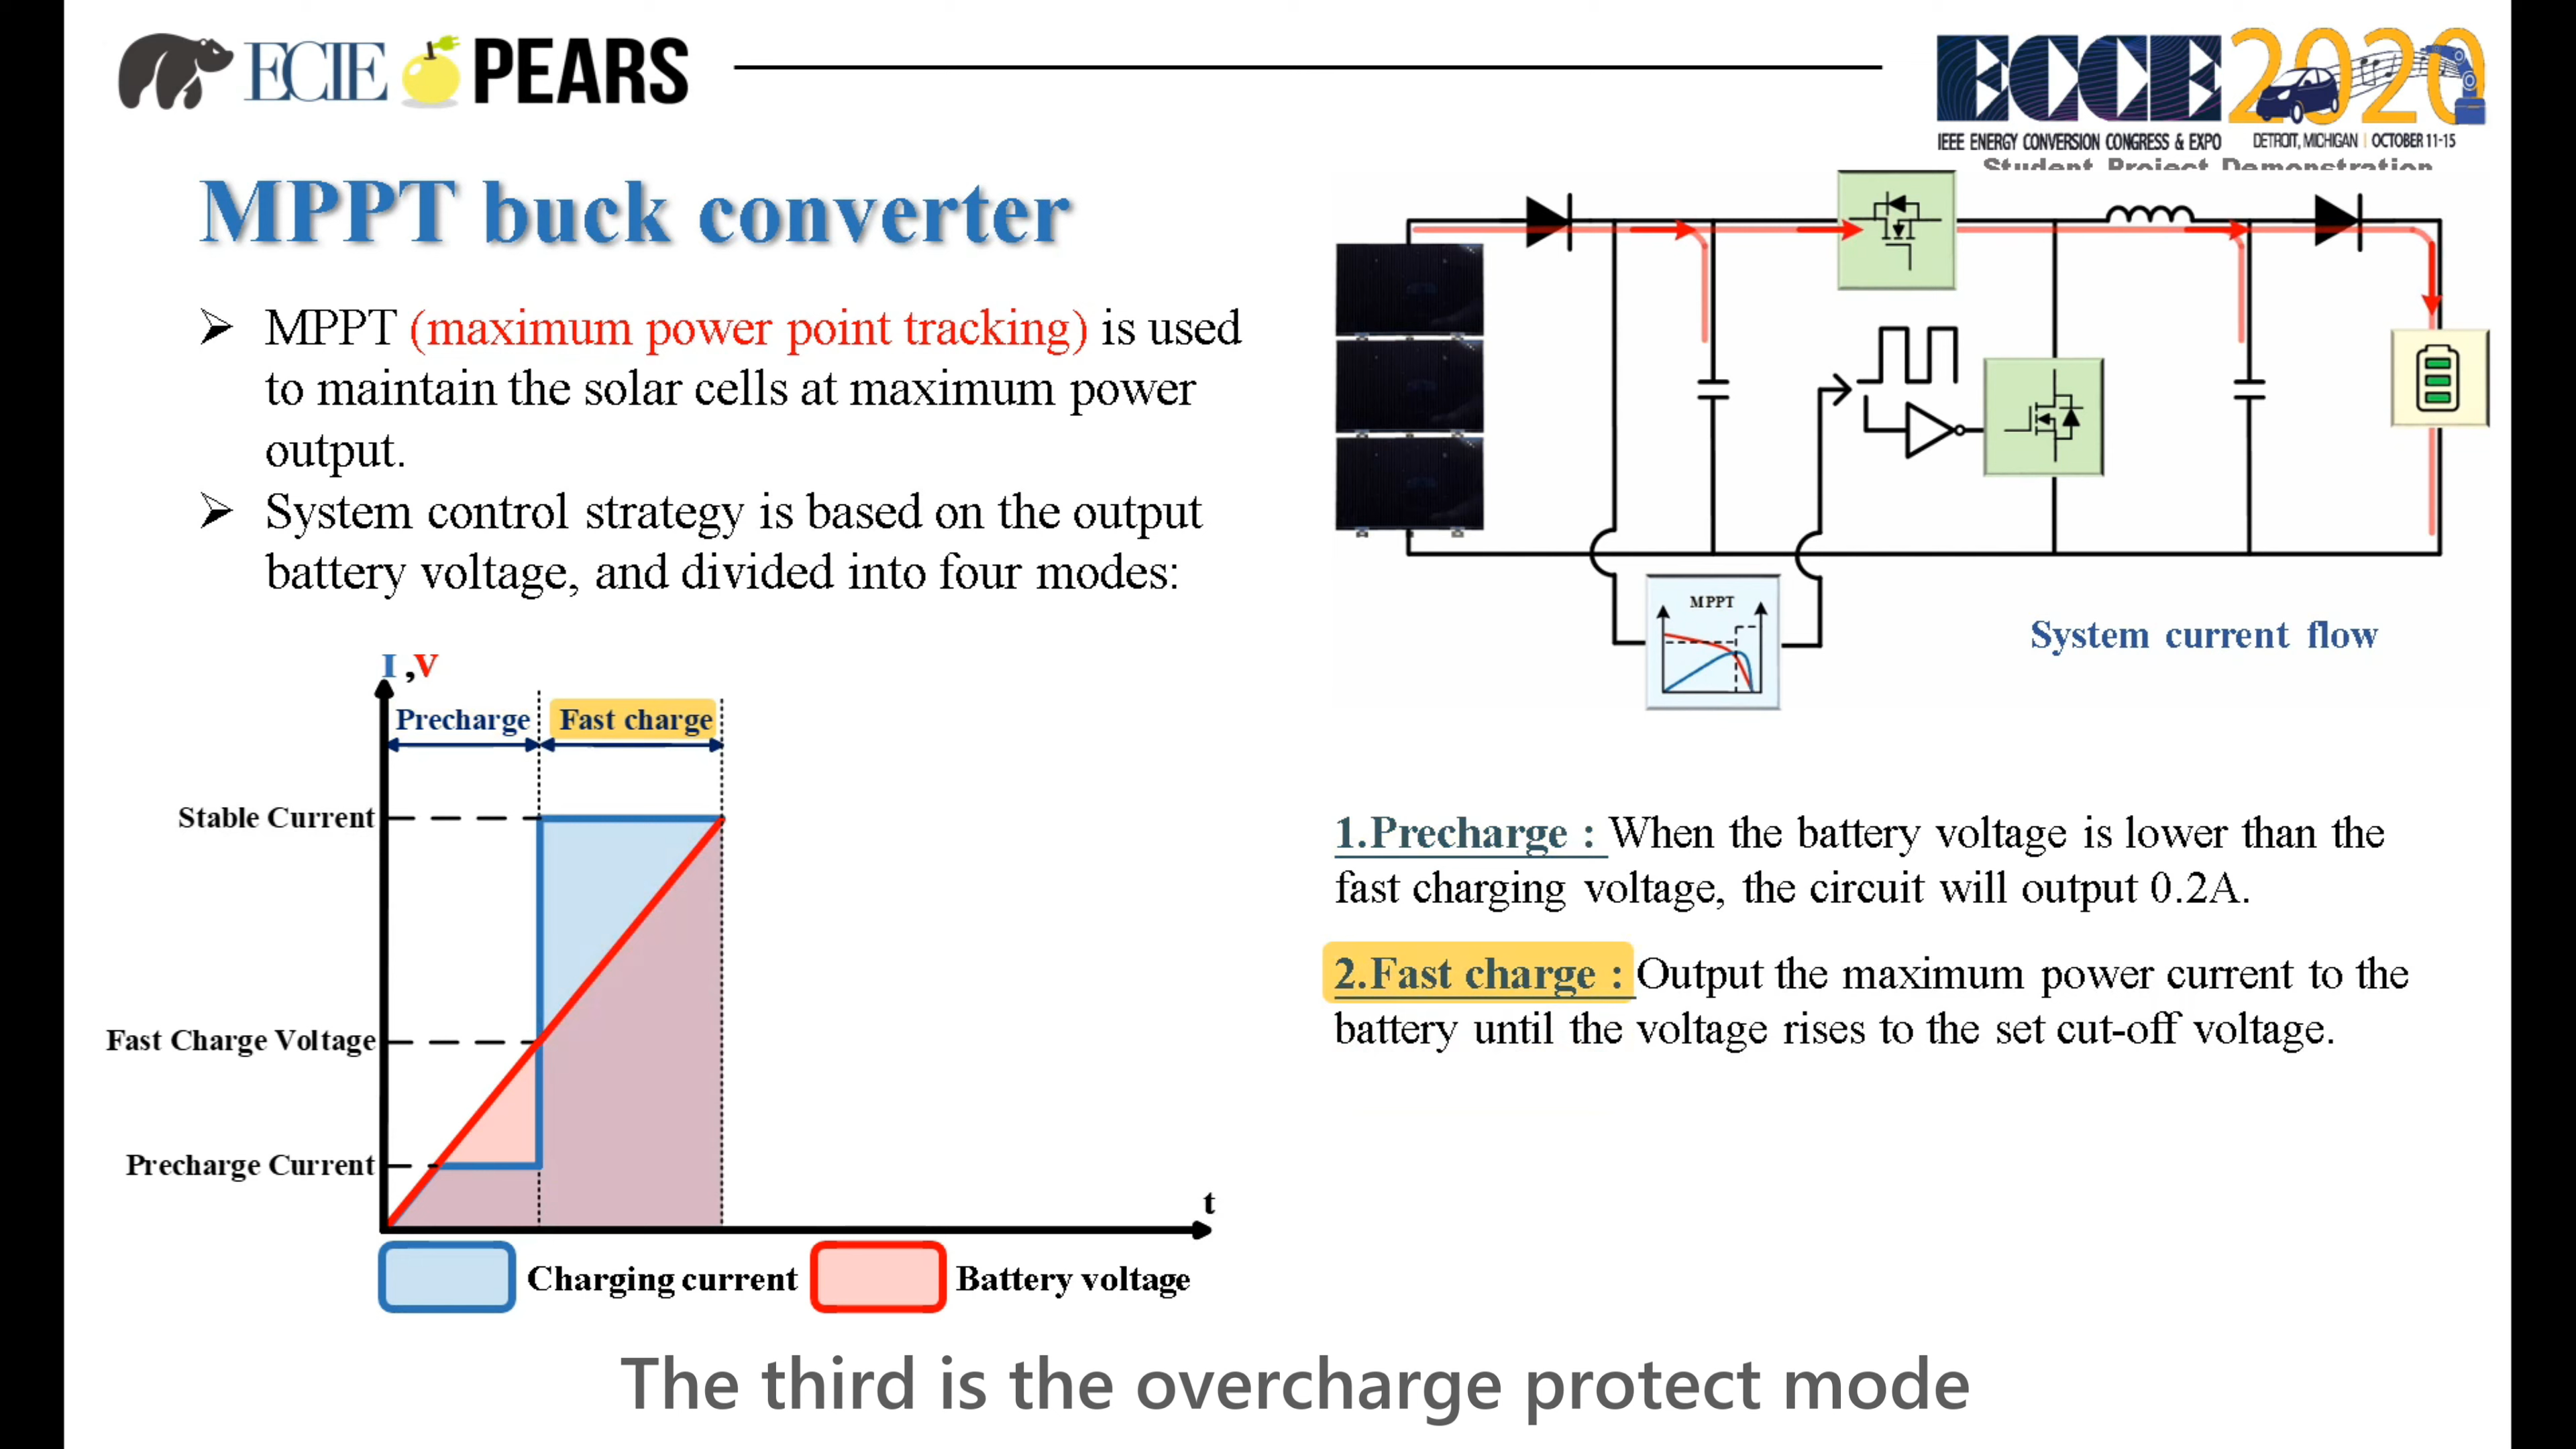 ECIE PEARS
ECCE 2020
IEEE ENERGY CONVERSION CONGRESS & EXPO DETROIT, MICHIGAN | OCTOBER 11-15
Student Project Demonstration
MPPT buck converter
➢ MPPT (maximum power point tracking) is used
to maintain the solar cells at maximum power
output.
➢ System control strategy is based on the output
battery voltage, and divided into four modes:
MPPT
System current flow
I ,V
Precharge Fast charge
Stable Current
Fast Charge Voltage
Precharge Current
t
Charging current Battery voltage
1.Precharge : When the battery voltage is lower than the
fast charging voltage, the circuit will output 0.2A.
2.Fast charge : Output the maximum power current to the
battery until the voltage rises to the set cut-off voltage.
The third is the overcharge protect mode